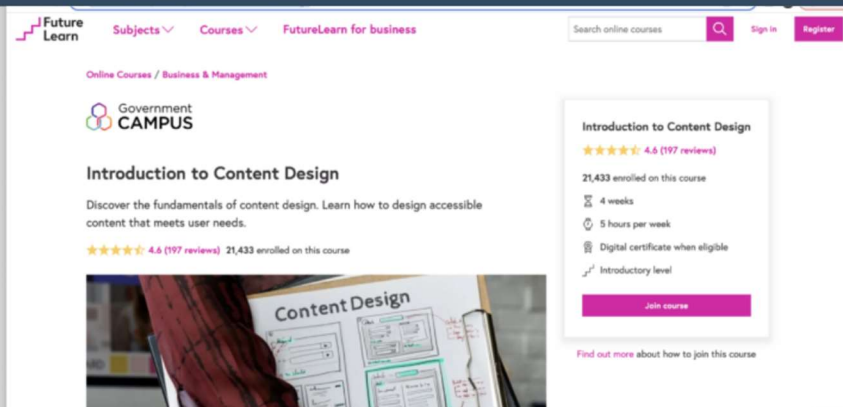 Future
Learn
Subjects
Courses
FutureLearn for business
Search online courses
Sign in
Register
Online Courses / Business & Management
Government
CAMPUS
Introduction to Content Design
Discover the fundamentals of content design. Learn how to design accessible
content that meets user needs.
4.6 (197 reviews) 21,433 enrolled on this course
Content Design
Introduction to Content Design
4.6 (197 reviews)
21,433 enrolled on this course
4 weeks
5 hours per week
Digital certificate when eligible
Introductory level
Join course
Find out more about how to join this course